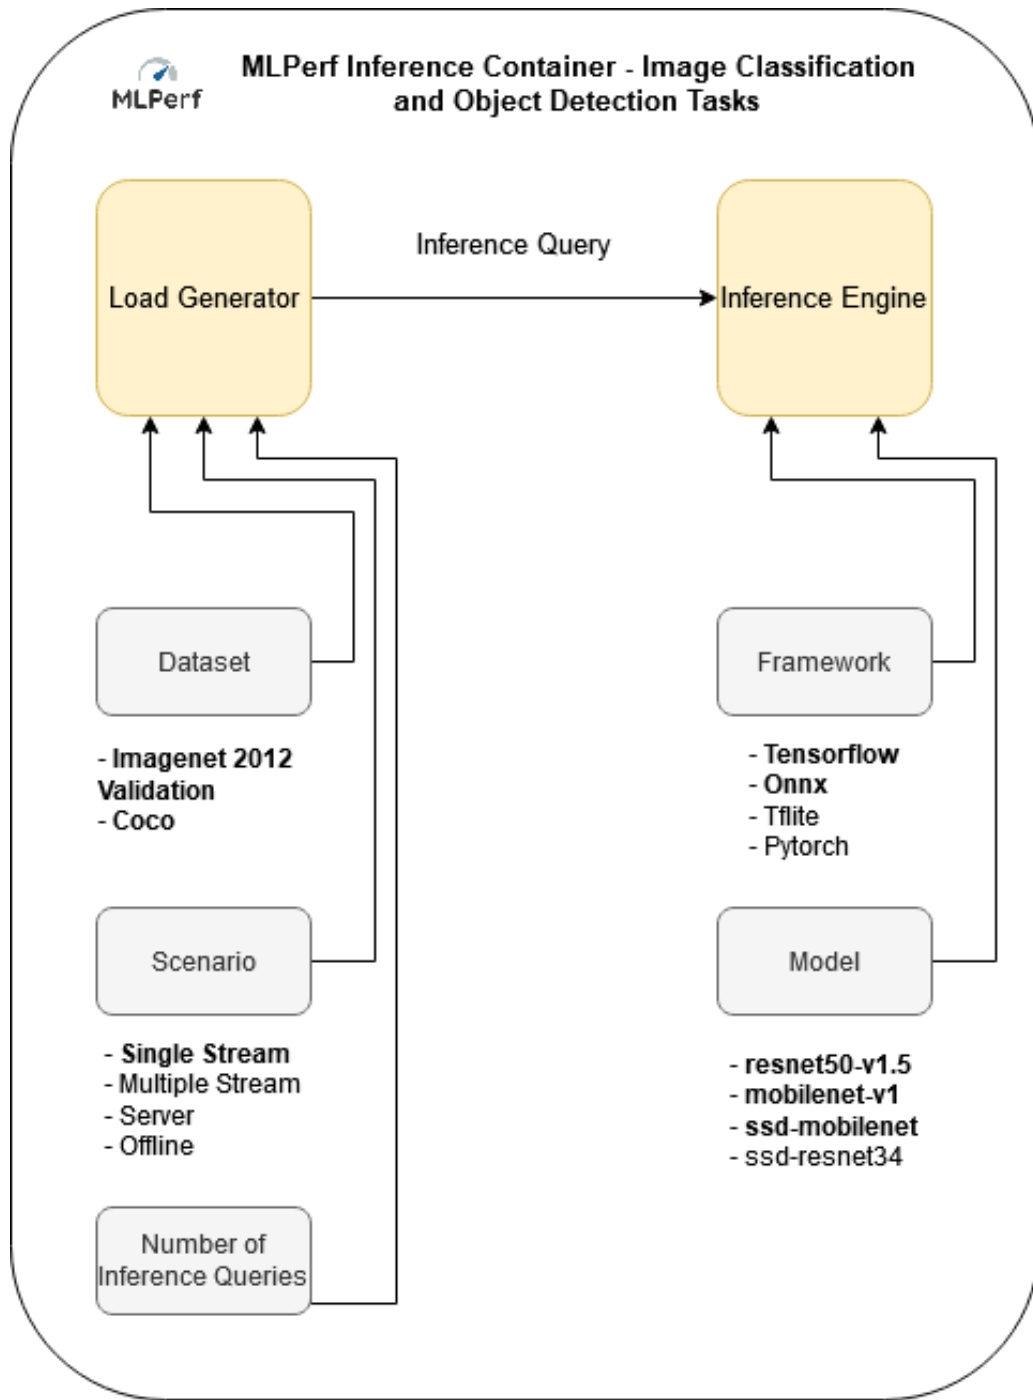 MLPerf
MLPerf Inference Container - Image Classification
and Object Detection Tasks
Load Generator
Inference Query
Inference Engine
Dataset
- Imagenet 2012
Validation
- Coco
Framework
- Tensorflow
- Onnx
- Tflite
- Pytorch
Scenario
- Single Stream
- Multiple Stream
- Server
- Offline
Model
- resnet50-v1.5
- mobilenet-v1
- ssd-mobilenet
- ssd-resnet34
Number of
Inference Queries